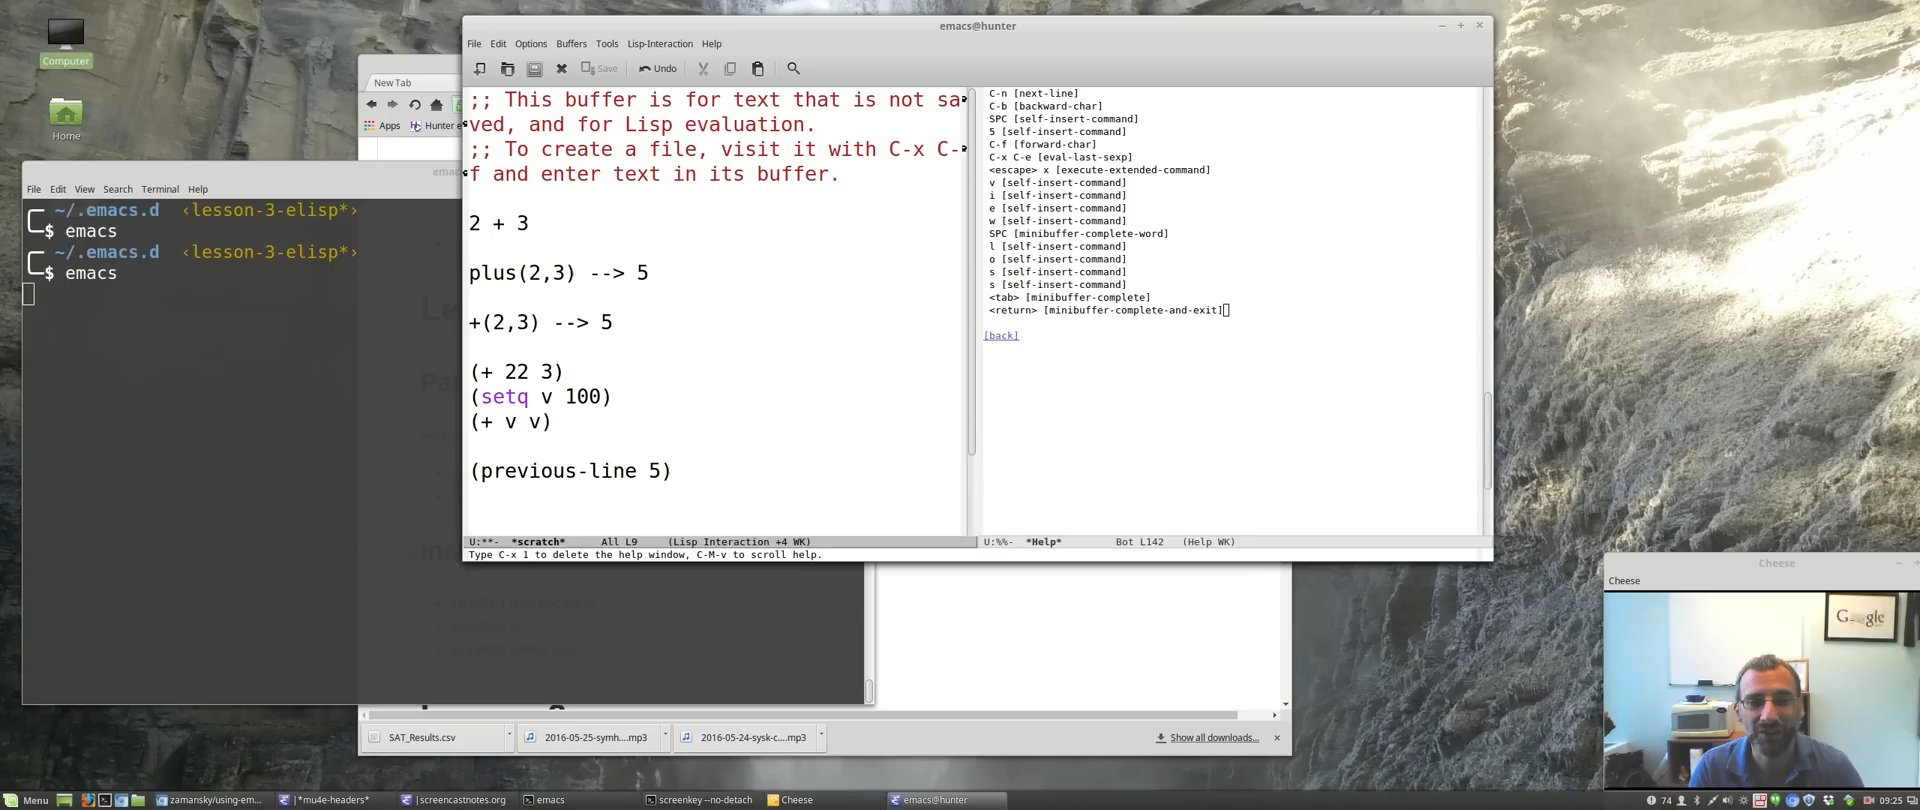 Computer
Home
emacs@hunter
File Edit Options Buffers Tools Lisp-Interaction Help
Save Undo
;; This buffer is for text that is not sa
ved, and for Lisp evaluation.
;; To create a file, visit it with C-x C-
f and enter text in its buffer.
2 + 3
plus(2,3) --> 5
+(2,3) --> 5
(+ 22 3)
(setq v 100)
(+ v v)
(previous-line 5)
U:**- *scratch* All L9 (Lisp Interaction +4 WK)
C-n [next-line]
C-b [backward-char]
SPC [self-insert-command]
5 [self-insert-command]
C-f [forward-char]
C-x C-e [eval-last-sexp]
<escape> x [execute-extended-command]
v [self-insert-command]
i [self-insert-command]
e [self-insert-command]
w [self-insert-command]
SPC [minibuffer-complete-word]
l [self-insert-command]
o [self-insert-command]
s [self-insert-command]
s [self-insert-command]
<tab> [minibuffer-complete]
<return> [minibuffer-complete-and-exit]
[back]
U:%%- *Help* Bot L142 (Help WK)
Type C-x 1 to delete the help window, C-M-v to scroll help.
New Tab
Apps Hunter e
emac
File Edit View Search Terminal Help
~/.emacs.d ‹lesson-3-elisp*›
$ emacs
~/.emacs.d ‹lesson-3-elisp*›
$ emacs
SAT_Results.csv
2016-05-25-symh....mp3
2016-05-24-sysk-c....mp3
Show all downloads...
Cheese
Cheese
Google
Menu
zamansky/using-em...
|*mu4e-headers*
|screencastnotes.org
emacs
screenkey --no-detach
Cheese
emacs@hunter
74
09:25